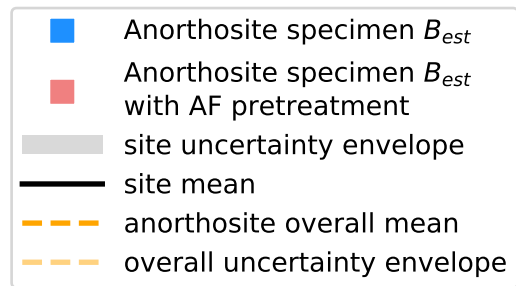 Anorthosite specimen B_est
Anorthosite specimen B_est
with AF pretreatment
site uncertainty envelope
site mean
anorthosite overall mean
overall uncertainty envelope